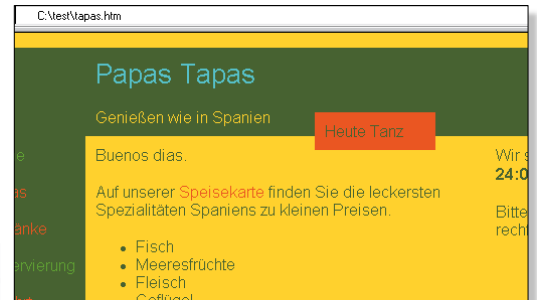 C:\test\tapas.htm
Papas Tapas
Genießen wie in Spanien
Heute Tanz
Buenos dias.
Auf unserer Speisekarte finden Sie die leckersten
Spezialitäten Spaniens zu kleinen Preisen.
• Fisch
• Meeresfrüchte
• Fleisch
• Geflügel
Wir
24:0
Bitte